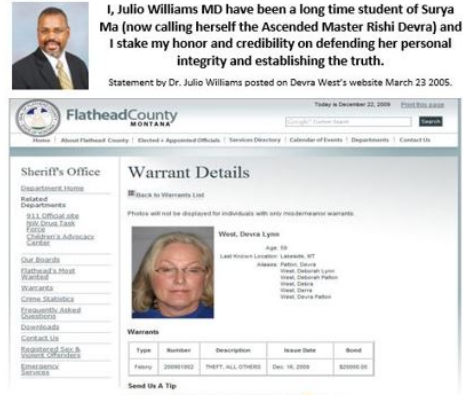 I, Julio Williams MD have been a long time student of Surya
Ma (now calling herself the Ascended Master Rishi Devra) and
I stake my honor and credibility on defending her personal
integrity and establishing the truth.
Statement by Dr. Julio Williams posted on Devra West's website March 23 2005.
Today is December 22, 2009 Print this page
FlatheadCounty
MONTANA
Search
Home | About Flathead County | Elected + Appointed Officials | Services Directory | Calendar of Events | Departments | Contact Us
Sheriff's Office
Department Home
Related
Departments
911 Official site
NW Drug Task
Force
Children's Advocacy
Center
Our Boards
Flathead's Most
Wanted
Warrants
Crime Statistics
Frequently Asked
Questions
Downloads
Contact Us
Registered Sex &
Violent Offenders
Emergency
Services
Warrant Details
Back to Warrants List
Photos will not be displayed for individuals with only misdemeanor warrants
West, Devra Lynn
Age: 59
Last Known Location: Lakeside, MT
Aliases: Patton, Devra
West, Deborah Lynn
West, Deborah Patton
West, Debra
West, Derra
West, Devra Patton
Warrants
Type Number Description Issue Date Bond
Felony 200901002 THEFT, ALL OTHERS Dec. 16, 2009 $20000.00
Send Us A Tip